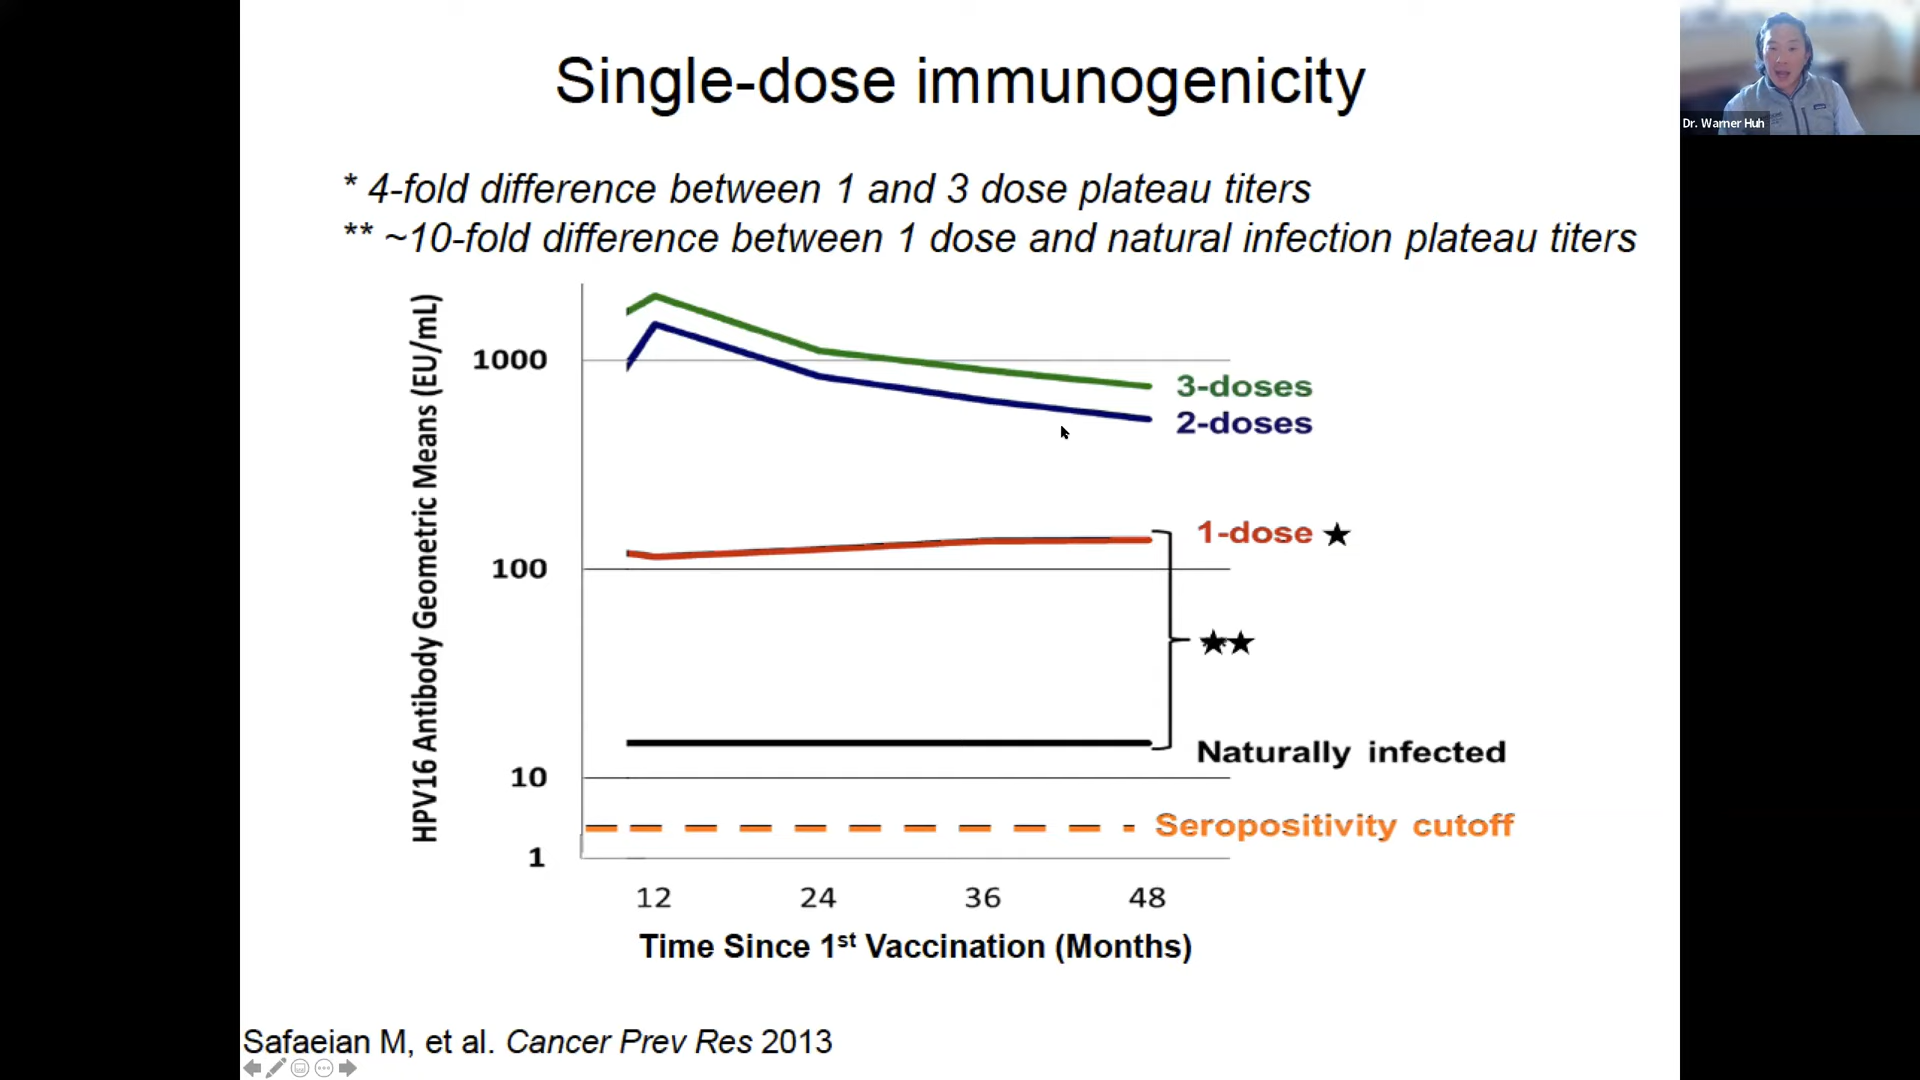 Single-dose immunogenicity
Dr. Warner Huh
* 4-fold difference between 1 and 3 dose plateau titers
** ~10-fold difference between 1 dose and natural infection plateau titers
HPV16 Antibody Geometric Means (EU/mL)
1000
100
10
1
3-doses
2-doses
1-dose ★
★★
Naturally infected
Seropositivity cutoff
12 24 36 48
Time Since 1st Vaccination (Months)
Safaeian M, et al. Cancer Prev Res 2013